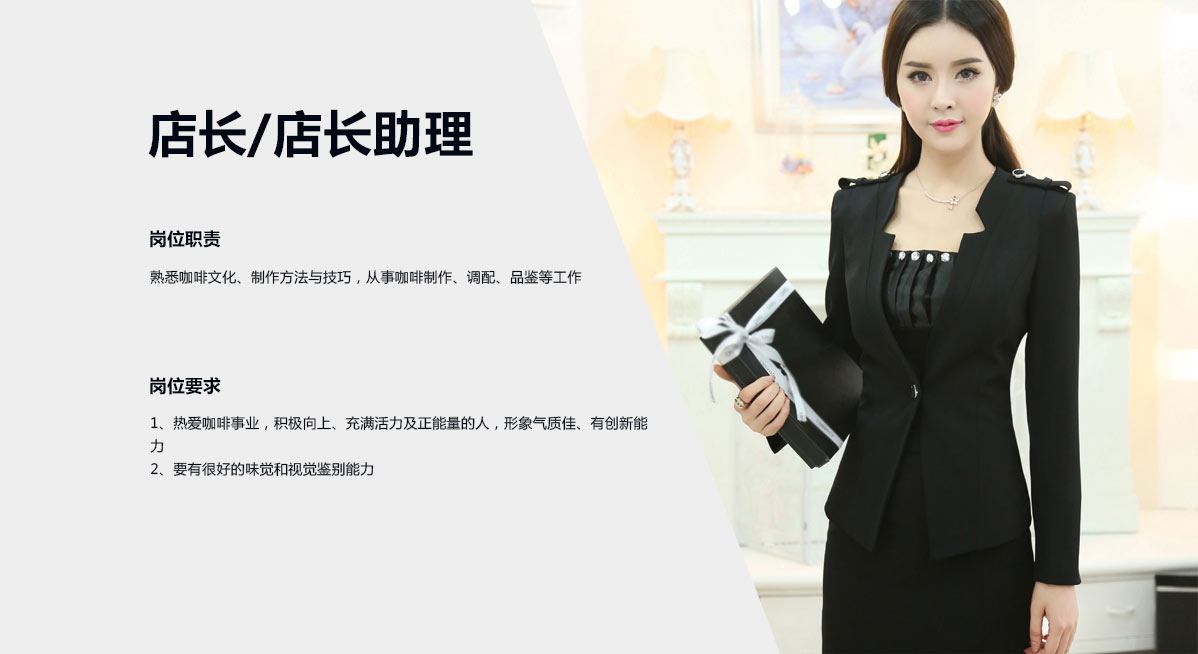 店长/店长助理
岗位职责
熟悉咖啡文化、制作方法与技巧，从事咖啡制作、调配、品鉴等工作
岗位要求
1、热爱咖啡事业，积极向上、充满活力及正能量的人，形象气质佳、有创新能
力
2、要有很好的味觉和视觉鉴别能力